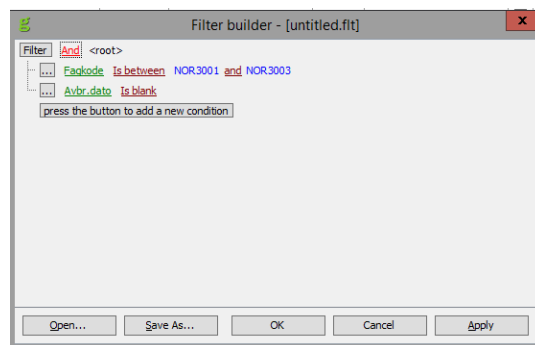 Filter builder - [untitled.flt]
x
Filter And <root>
... Fagkode Is between NOR3001 and NOR3003
... Avbr.dato Is blank
press the button to add a new condition
Open... Save As... OK Cancel Apply